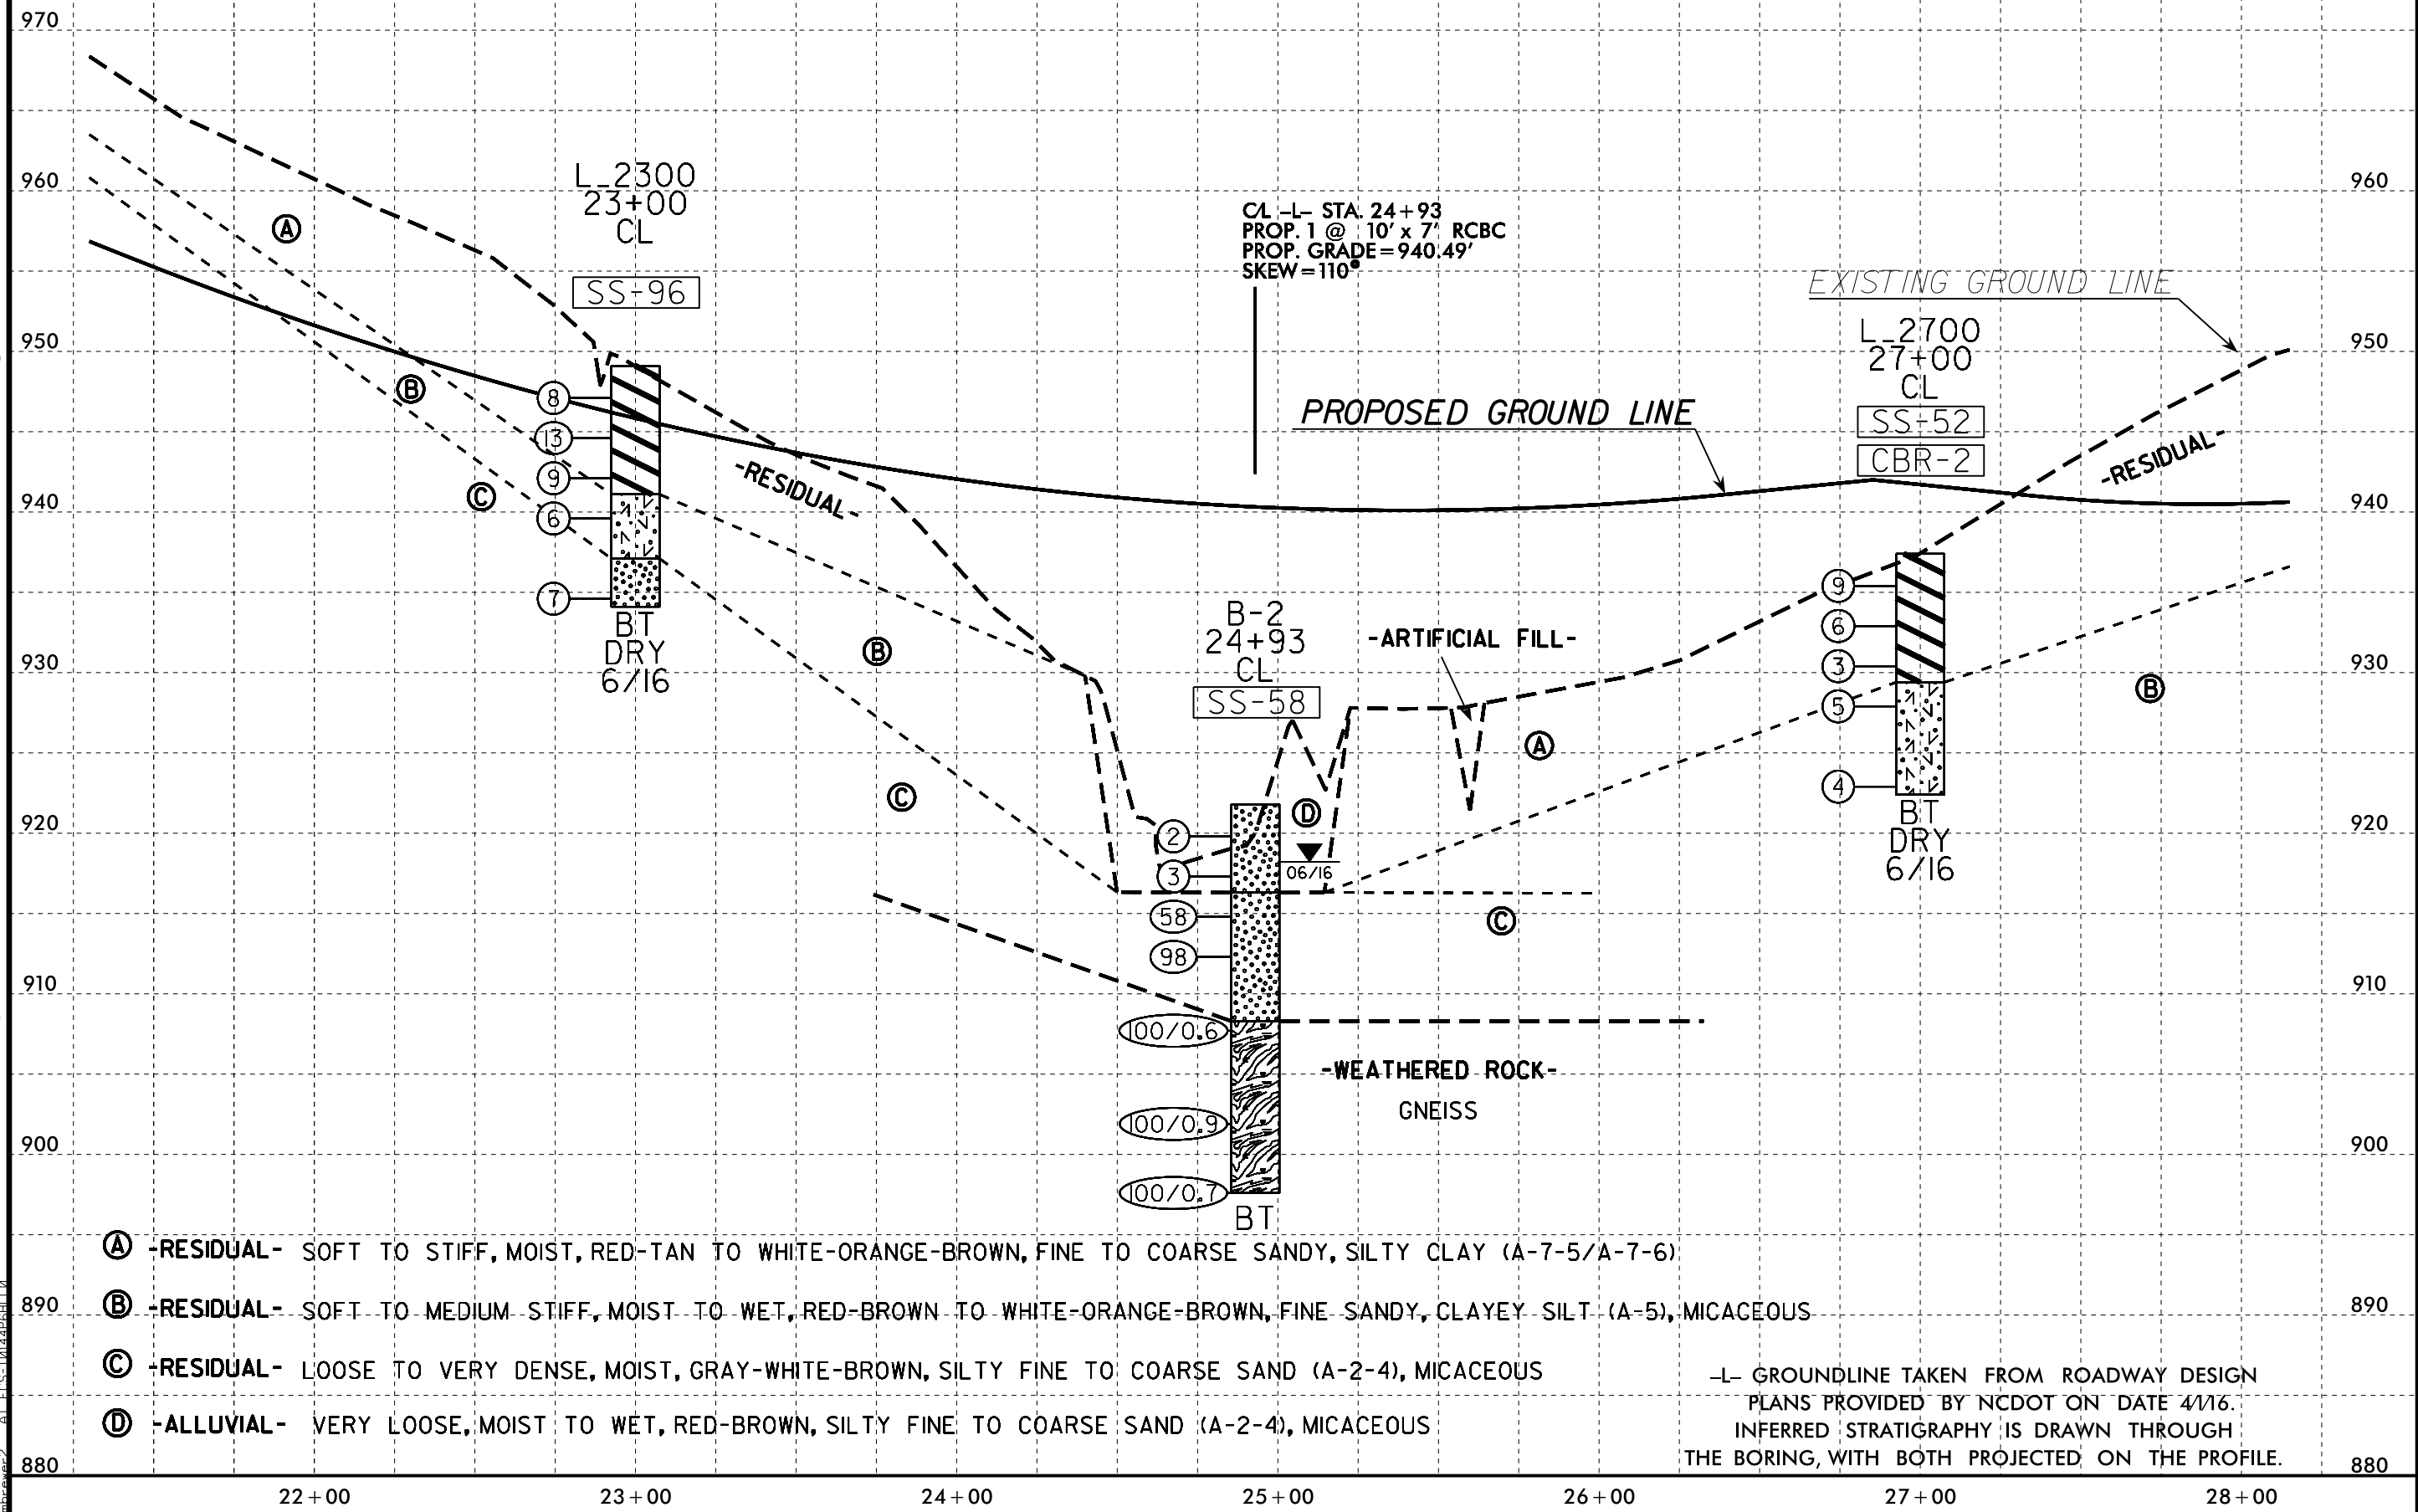 970
960
950
940
930
920
910
900
890
880
960
950
940
930
920
910
900
890
880
L_2300
23+00
CL
SS-96
8
13
9
6
7
BT
DRY
6/16
A
B
C
-RESIDUAL-
B
C
C/L -L- STA. 24+93
PROP. 1 @ 10' x 7' RCBC
PROP. GRADE=940.49'
SKEW=110°
PROPOSED GROUND LINE
EXISTING GROUND LINE
B-2
24+93
CL
SS-58
-ARTIFICIAL FILL-
2
3
58
98
100/0.6
100/0.9
100/0.7
BT
D
06/16
A
C
-WEATHERED ROCK-
GNEISS
L_2700
27+00
CL
SS-52
CBR-2
9
6
3
5
4
BT
DRY
6/16
-RESIDUAL-
B
A -RESIDUAL- SOFT TO STIFF, MOIST, RED-TAN TO WHITE-ORANGE-BROWN, FINE TO COARSE SANDY, SILTY CLAY (A-7-5/A-7-6)
B -RESIDUAL- SOFT TO MEDIUM STIFF, MOIST TO WET, RED-BROWN TO WHITE-ORANGE-BROWN, FINE SANDY, CLAYEY SILT (A-5), MICACEOUS
C -RESIDUAL- LOOSE TO VERY DENSE, MOIST, GRAY-WHITE-BROWN, SILTY FINE TO COARSE SAND (A-2-4), MICACEOUS
D -ALLUVIAL- VERY LOOSE, MOIST TO WET, RED-BROWN, SILTY FINE TO COARSE SAND (A-2-4), MICACEOUS
-L- GROUNDLINE TAKEN FROM ROADWAY DESIGN
PLANS PROVIDED BY NCDOT ON DATE 4/1/16.
INFERRED STRATIGRAPHY IS DRAWN THROUGH
THE BORING, WITH BOTH PROJECTED ON THE PROFILE.
22+00
23+00
24+00
25+00
26+00
27+00
28+00